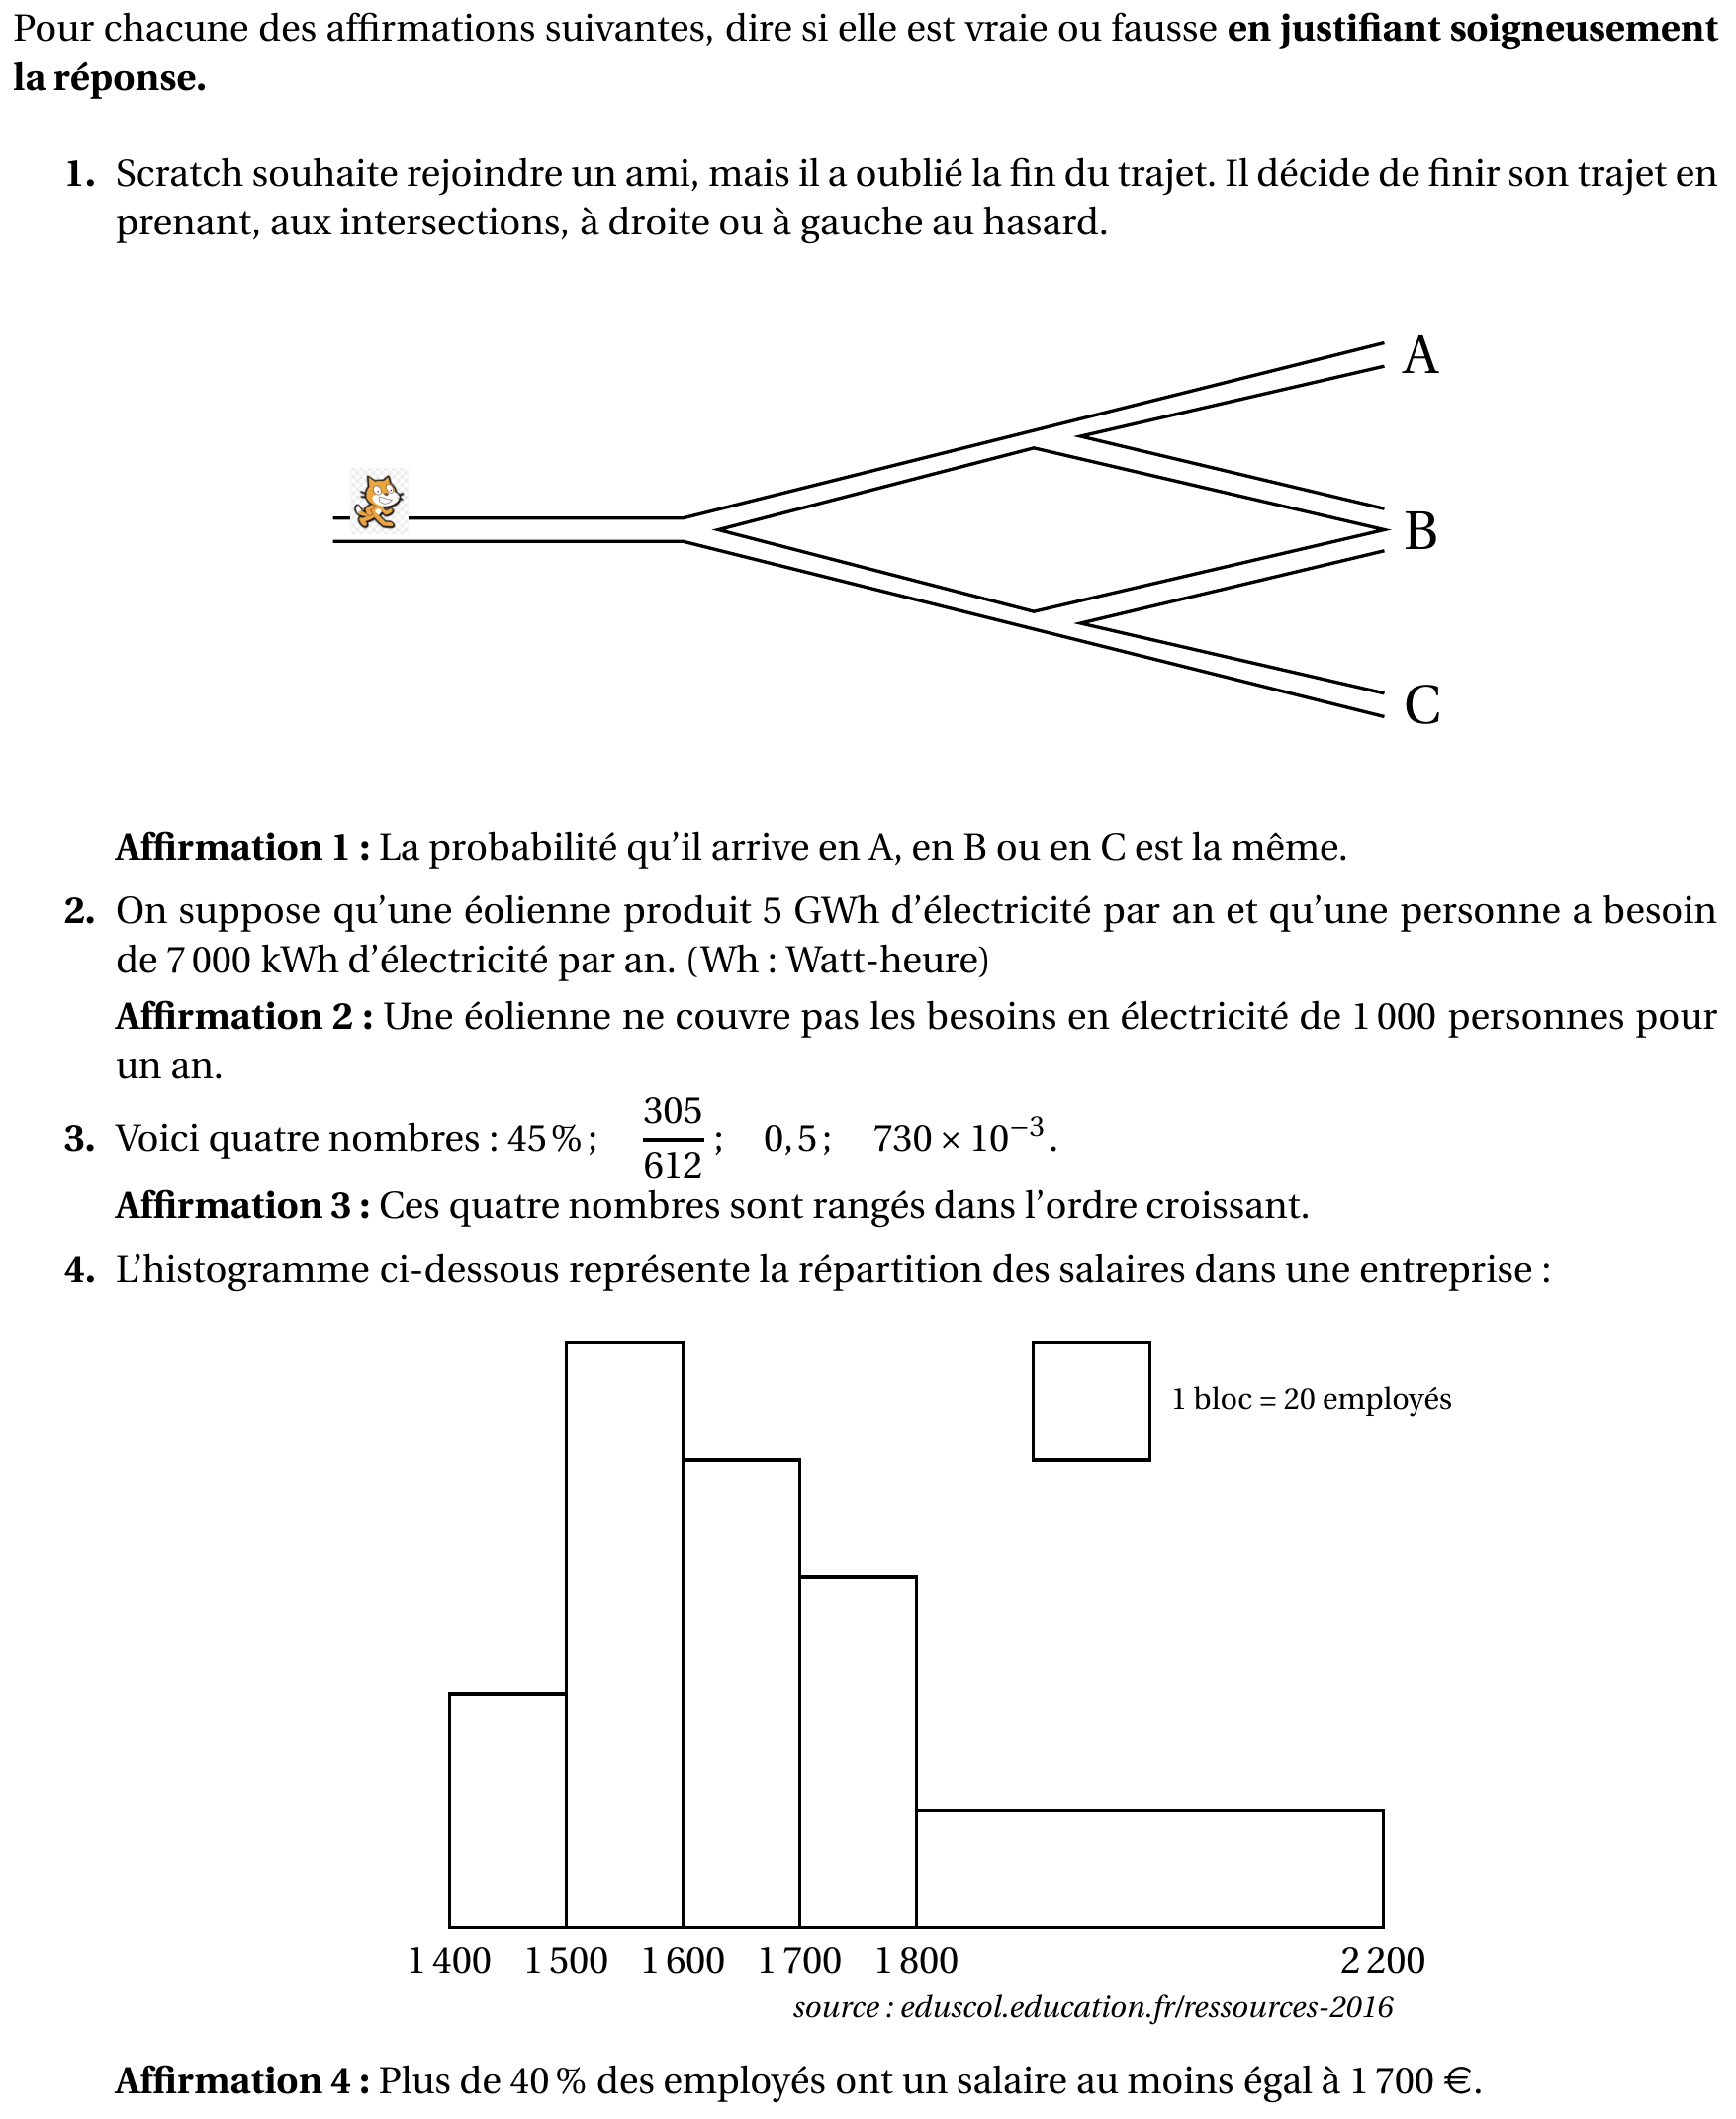 Pour chacune des affirmations suivantes, dire si elle est vraie ou fausse en justifiant soigneusement
la réponse.
1. Scratch souhaite rejoindre un ami, mais il a oublié la fin du trajet. Il décide de finir son trajet en
prenant, aux intersections, à droite ou à gauche au hasard.
A
B
C
Affirmation 1 : La probabilité qu'il arrive en A, en B ou en C est la même.
2. On suppose qu'une éolienne produit 5 GWh d'électricité par an et qu'une personne a besoin
de 7 000 kWh d'électricité par an. (Wh : Watt-heure)
Affirmation 2 : Une éolienne ne couvre pas les besoins en électricité de 1 000 personnes pour
un an.
3. Voici quatre nombres : 45 % ; 305/612 ; 0,5 ; 730 × 10⁻³.
Affirmation 3 : Ces quatre nombres sont rangés dans l'ordre croissant.
4. L'histogramme ci-dessous représente la répartition des salaires dans une entreprise :
1 bloc = 20 employés
1 400 1 500 1 600 1 700 1 800 2 200
source : eduscol.education.fr/ressources-2016
Affirmation 4 : Plus de 40 % des employés ont un salaire au moins égal à 1 700 €.